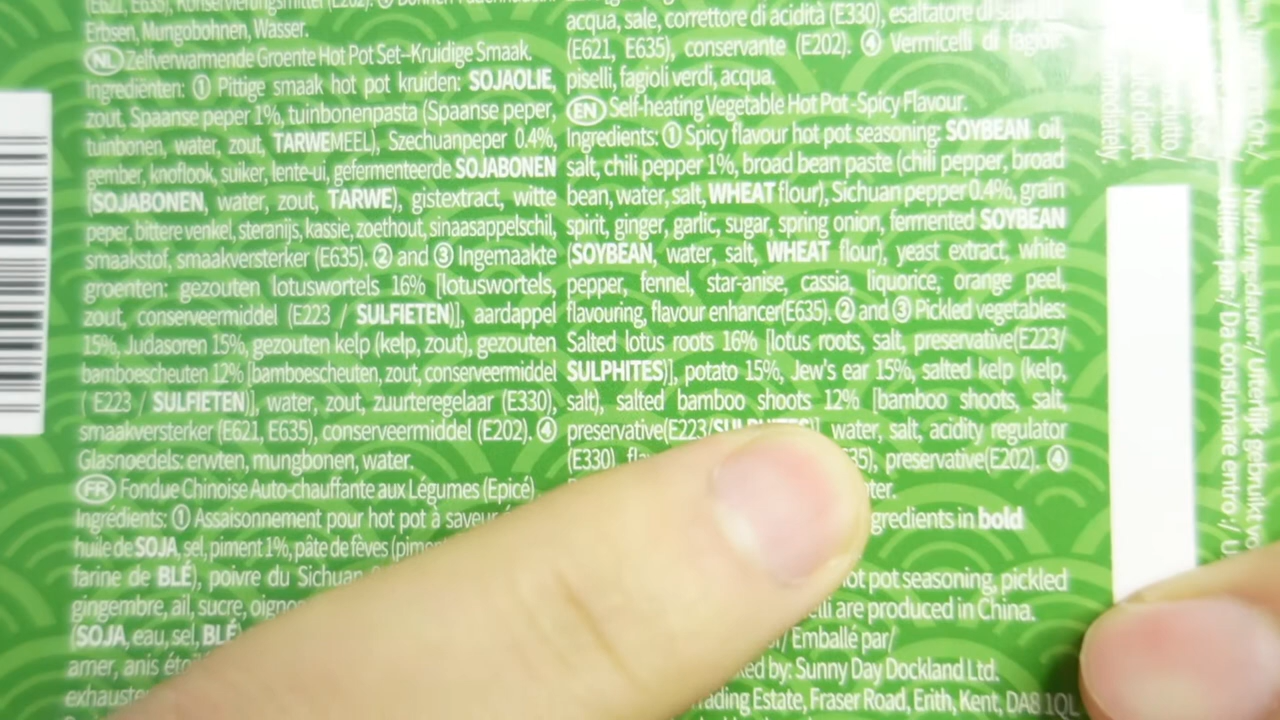 Erbsen, Mungobohnen, Wasser.
NL Zelfverwarmende Groente Hot Pot Set–Kruidige Smaak.
Ingrediënten: ① Pittige smaak hot pot kruiden: SOJAOLIE,
zout, Spaanse peper 1%, tuinbonenpasta (Spaanse peper,
tuinbonen, water, zout, TARWEMEEL), Szechuanpeper 0.4%,
gember, knoflook, suiker, lente-ui, gefermenteerde SOJABONEN
(SOJABONEN, water, zout, TARWE), gistextract, witte
peper, bittere venkel, steranijs, kassie, zoethout, sinaasappelschil,
smaakstof, smaakversterker (E635). ② and ③ Ingemaakte
groenten: gezouten lotuswortels 16% [lotuswortels,
zout, conserveermiddel (E223 / SULFIETEN)], aardappel
15%, Judasoren 15%, gezouten kelp (kelp, zout), gezouten
bamboescheuten 12% [bamboescheuten, zout, conserveermiddel
( E223 / SULFIETEN)], water, zout, zuurteregelaar (E330),
smaakversterker (E621, E635), conserveermiddel (E202). ④
Glasnoedels: erwten, mungbonen, water.
FR Fondue Chinoise Auto-chauffante aux Légumes (Epicé)
Ingrédients: ① Assaisonnement pour hot pot à saveur
huile de SOJA, sel, piment 1%, pâte de fèves
farine de BLÉ), poivre du Sichuan
gingembre, ail, sucre,
(SOJA, eau, sel, BLÉ)
amer, anis
acqua, sale, correttore di acidità (E330), esaltatore di
(E621, E635), conservante (E202). ④ Vermicelli di
piselli, fagioli verdi, acqua.
EN Self-heating Vegetable Hot Pot -Spicy Flavour.
Ingredients: ① Spicy flavour hot pot seasoning: SOYBEAN oil,
salt, chili pepper 1%, broad bean paste (chili pepper, broad
bean, water, salt, WHEAT flour), Sichuan pepper 0.4%, grain
spirit, ginger, garlic, sugar, spring onion, fermented SOYBEAN
(SOYBEAN, water, salt, WHEAT flour), yeast extract, white
pepper, fennel, star-anise, cassia, liquorice, orange peel,
flavouring, flavour enhancer(E635). ② and ③ Pickled vegetables:
Salted lotus roots 16% [lotus roots, salt, preservative(E223/
SULPHITES)], potato 15%, Jew's ear 15%, salted kelp (kelp,
salt), salted bamboo shoots 12% [bamboo shoots, salt,
preservative(E223/SULPHITES)], water, salt, acidity regulator
(E330), preservative(E202). ④
in bold
pot seasoning, pickled
are produced in China.
Emballé par/
by: Sunny Day Dockland Ltd.
Estate, Fraser Road, Erith, Kent, DA8 1QL